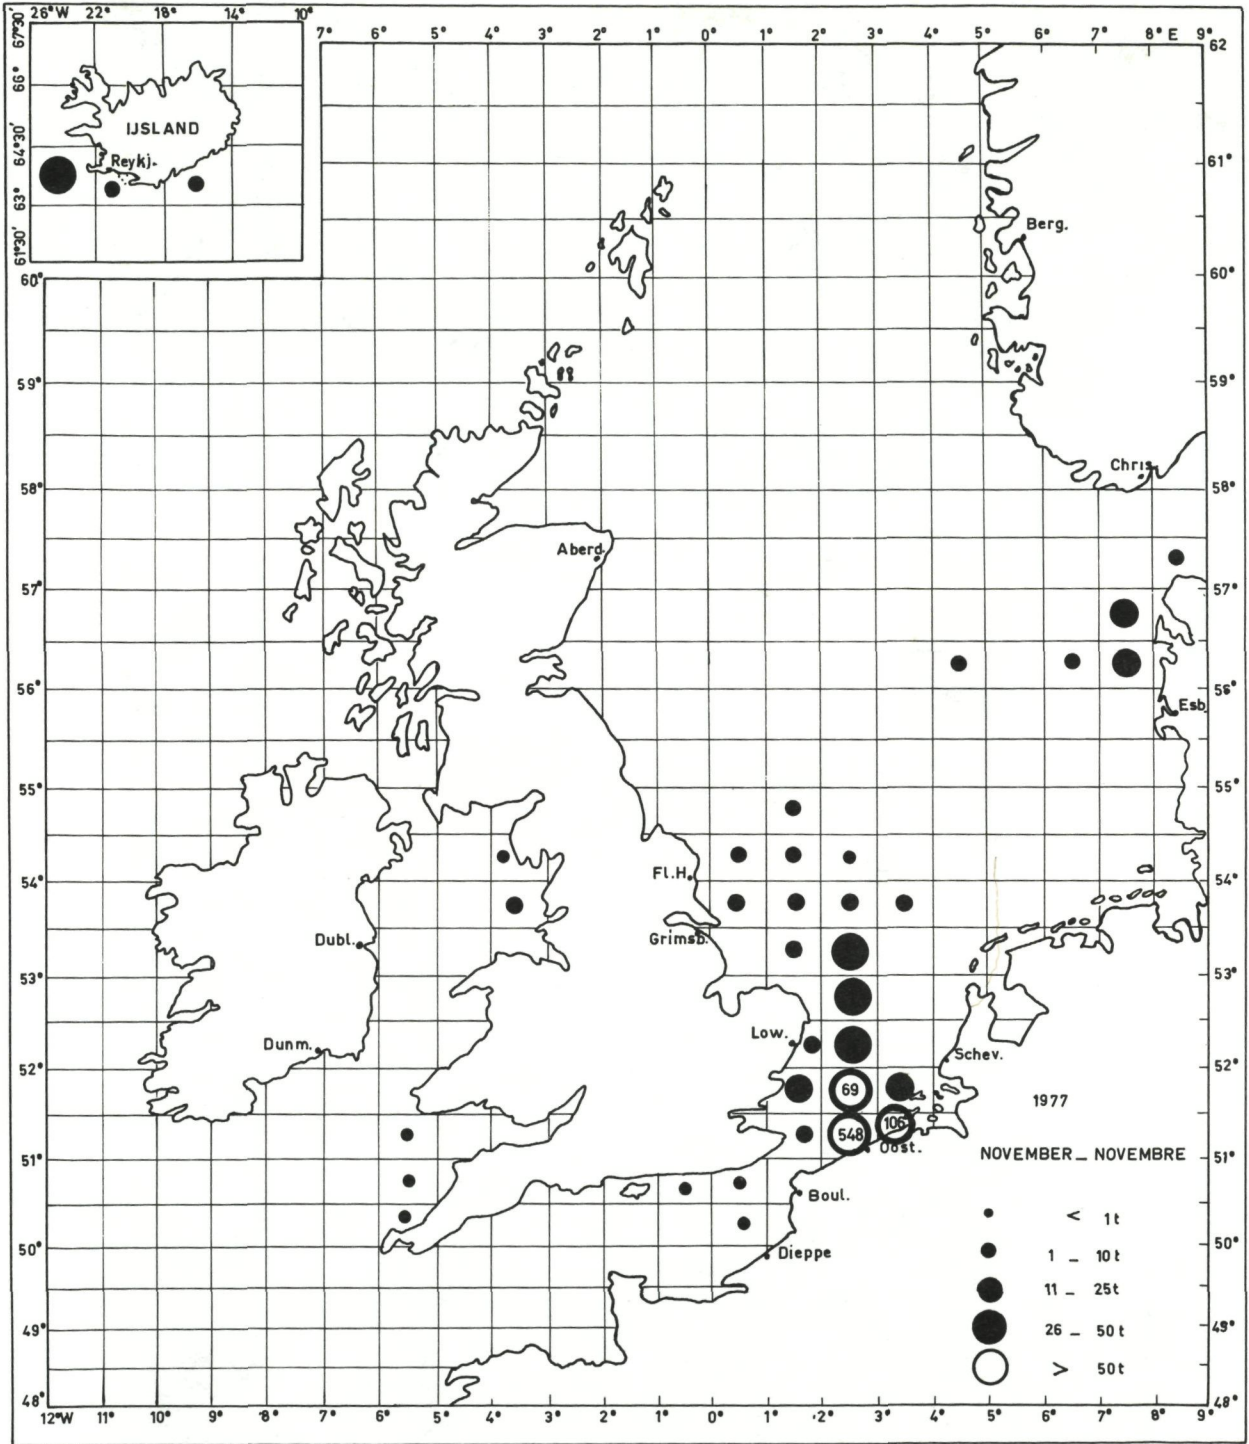 26°W 22° 18° 14° 10°
67°30'
66°
64°30'
63°
61°30'
IJSLAND
Reykj.
7° 6° 5° 4° 3° 2° 1° 0° 1° 2° 3° 4° 5° 6° 7° 8° E 9°
62
61°
Berg.
60° 60°
59° 59°
Chris
58° 58°
Aberd.
57° 57°
56° 56°
Esb
55° 55°
Fl.H.
54° 54°
Dubl. Grimsb.
53° 53°
Dunm. Low. Schev.
52° 52°
69
1977
106
548
Oost.
51° 51°
NOVEMBER_ NOVEMBRE
Boul.
< 1t
50° 50°
Dieppe
1 _ 10t
11 _ 25t
49° 49°
26 _ 50t
> 50t
48° 48°
12°W 11° 10° 9° 8° 7° 6° 5° 4° 3° 2° 1° 0° 1° 2° 3° 4° 5° 6° 7° 8° 9°